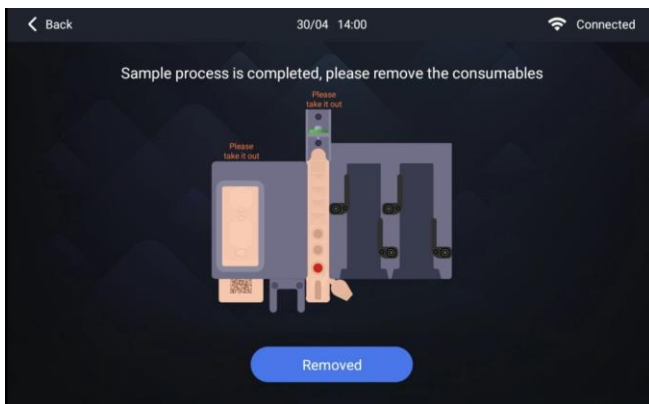 Back
30/04 14:00
Connected
Sample process is completed, please remove the consumables
Please
take it out
Please
take it out
Removed